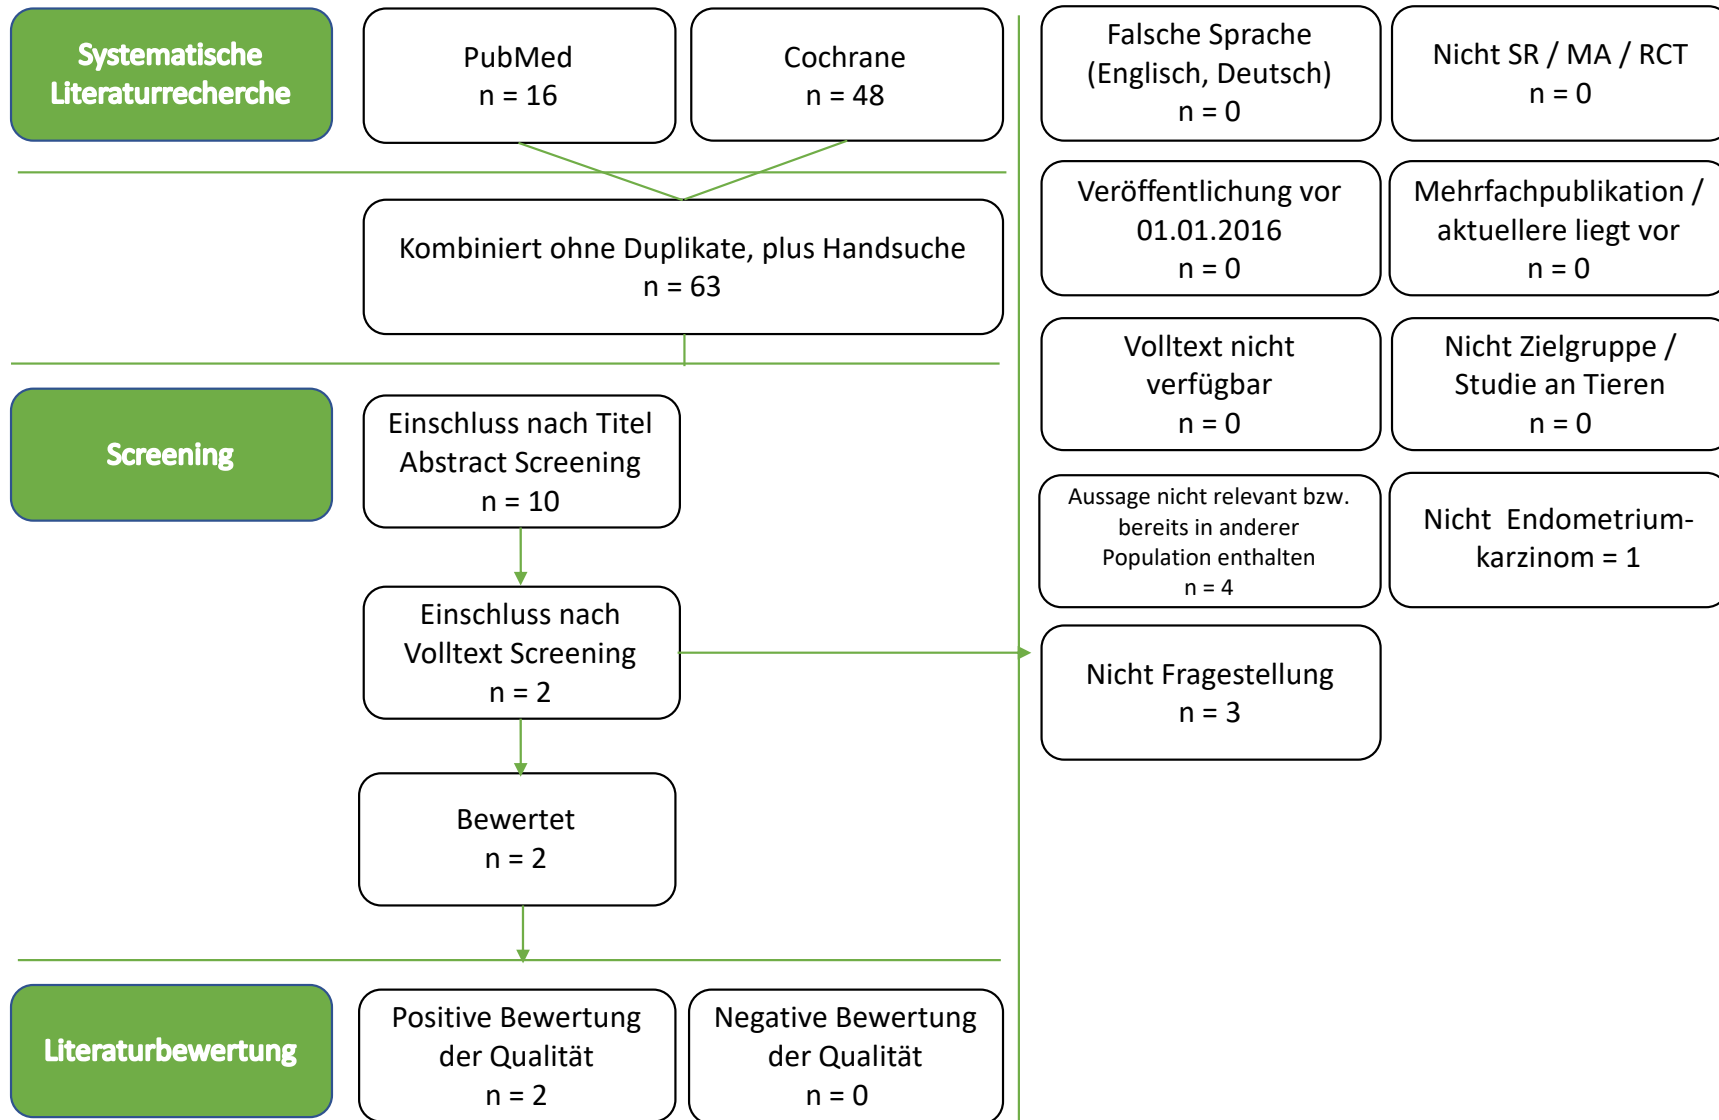 Systematische
Literaturrecherche
PubMed
n = 16
Cochrane
n = 48
Kombiniert ohne Duplikate, plus Handsuche
n = 63
Screening
Einschluss nach Titel
Abstract Screening
n = 10
Einschluss nach
Volltext Screening
n = 2
Bewertet
n = 2
Literaturbewertung
Positive Bewertung
der Qualität
n = 2
Negative Bewertung
der Qualität
n = 0
Falsche Sprache
(Englisch, Deutsch)
n = 0
Nicht SR / MA / RCT
n = 0
Veröffentlichung vor
01.01.2016
n = 0
Mehrfachpublikation /
aktuellere liegt vor
n = 0
Volltext nicht
verfügbar
n = 0
Nicht Zielgruppe /
Studie an Tieren
n = 0
Aussage nicht relevant bzw.
bereits in anderer
Population enthalten
n = 4
Nicht Endometrium-
karzinom = 1
Nicht Fragestellung
n = 3